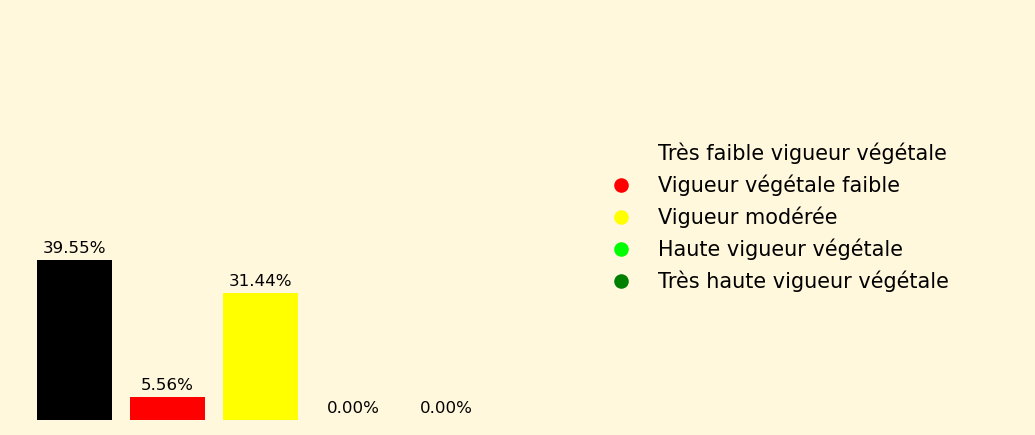 39.55%
5.56%
31.44%
0.00%
0.00%
Très faible vigueur végétale
Vigueur végétale faible
Vigueur modérée
Haute vigueur végétale
Très haute vigueur végétale